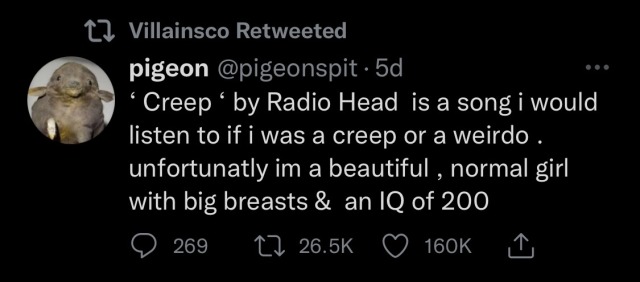 Villainsco Retweeted
pigeon @pigeonspit · 5d
‘ Creep ‘ by Radio Head  is a song i would
listen to if i was a creep or a weirdo .
unfortunatly im a beautiful , normal girl
with big breasts &  an IQ of 200
269 26.5K 160K